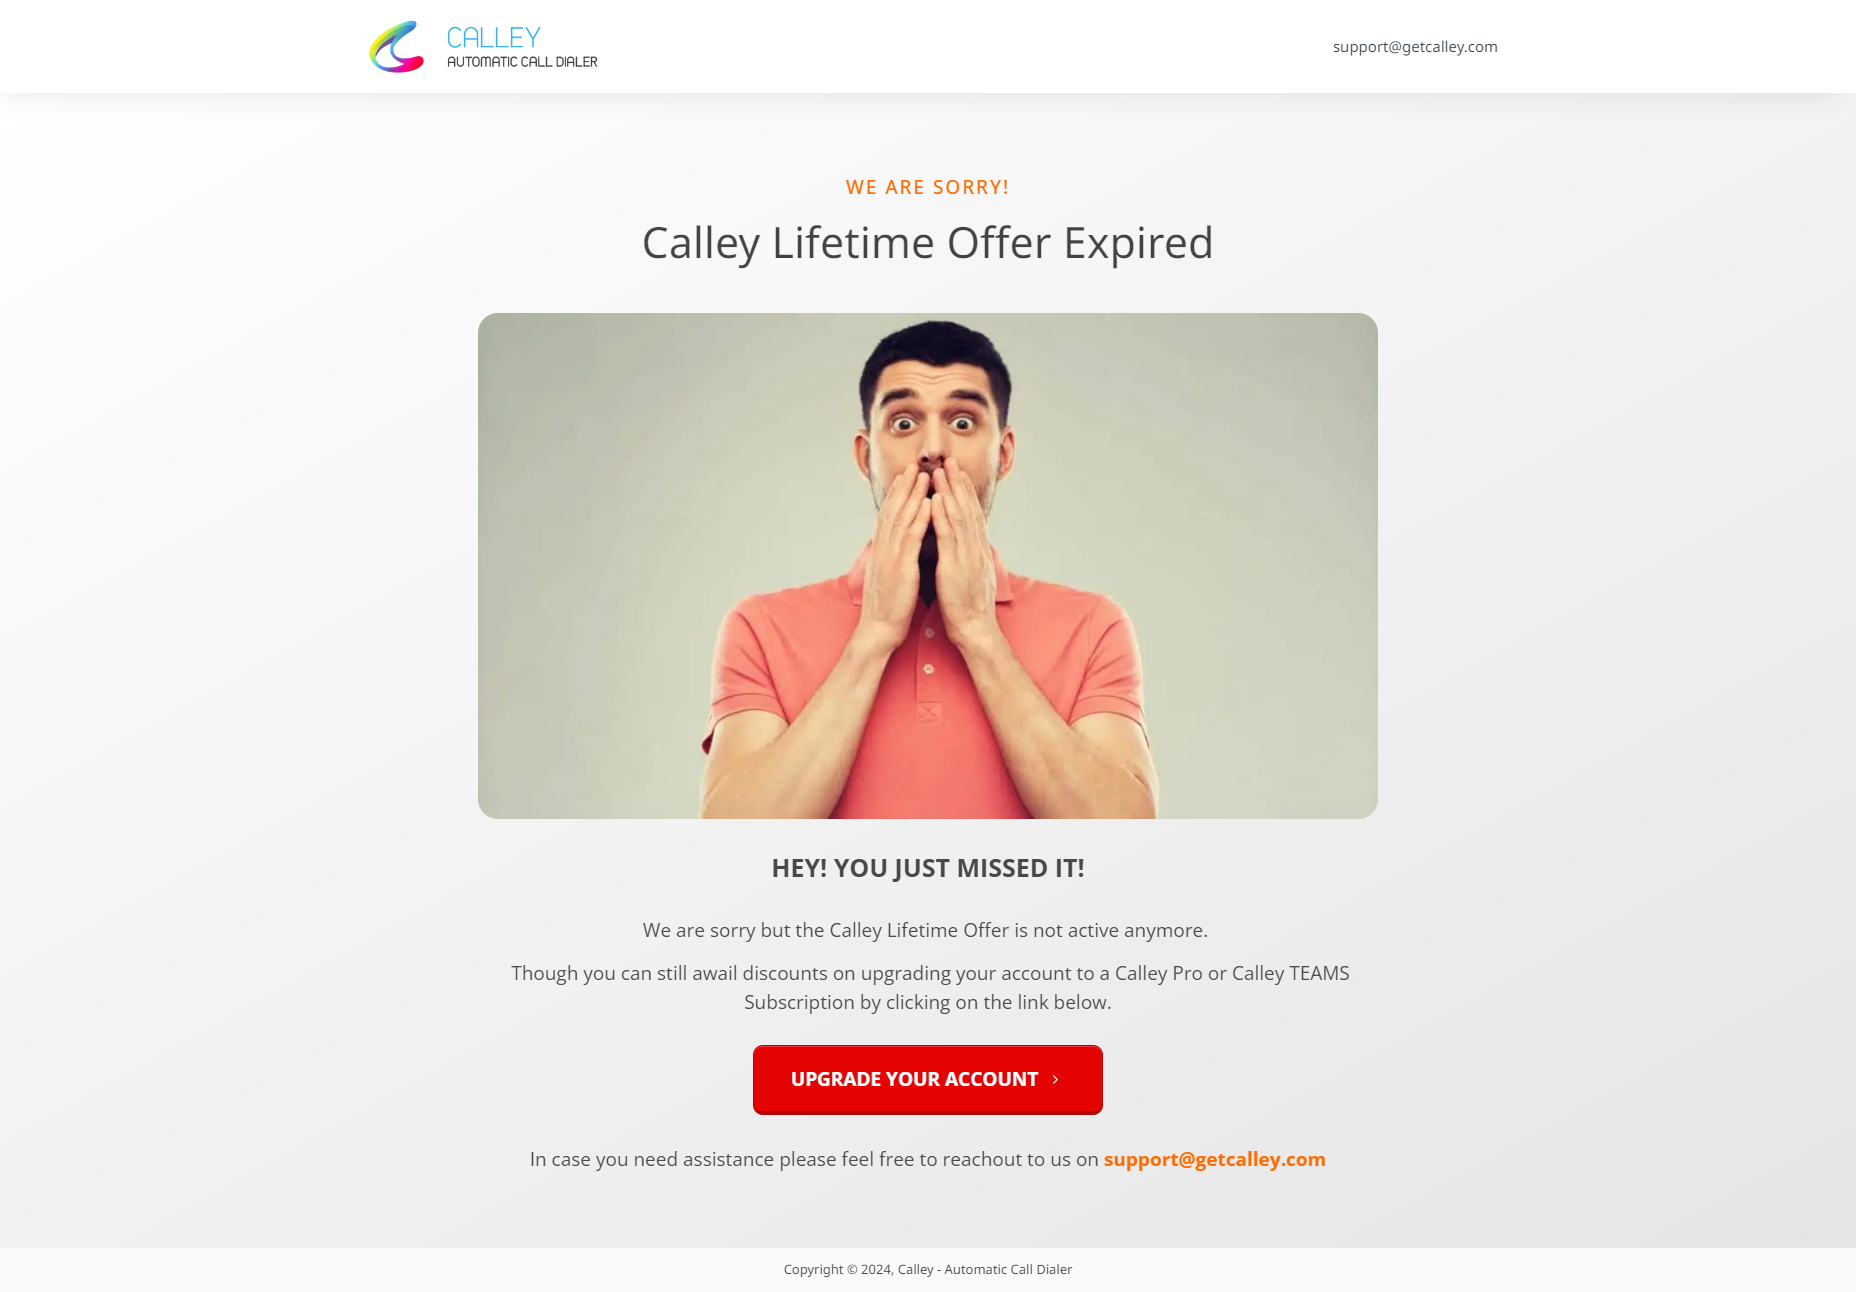 CALLEY
AUTOMATIC CALL DIALER
support@getcalley.com
WE ARE SORRY!
Calley Lifetime Offer Expired
HEY! YOU JUST MISSED IT!
We are sorry but the Calley Lifetime Offer is not active anymore.
Though you can still awail discounts on upgrading your account to a Calley Pro or Calley TEAMS
Subscription by clicking on the link below.
UPGRADE YOUR ACCOUNT
In case you need assistance please feel free to reachout to us on support@getcalley.com
Copyright © 2024, Calley - Automatic Call Dialer